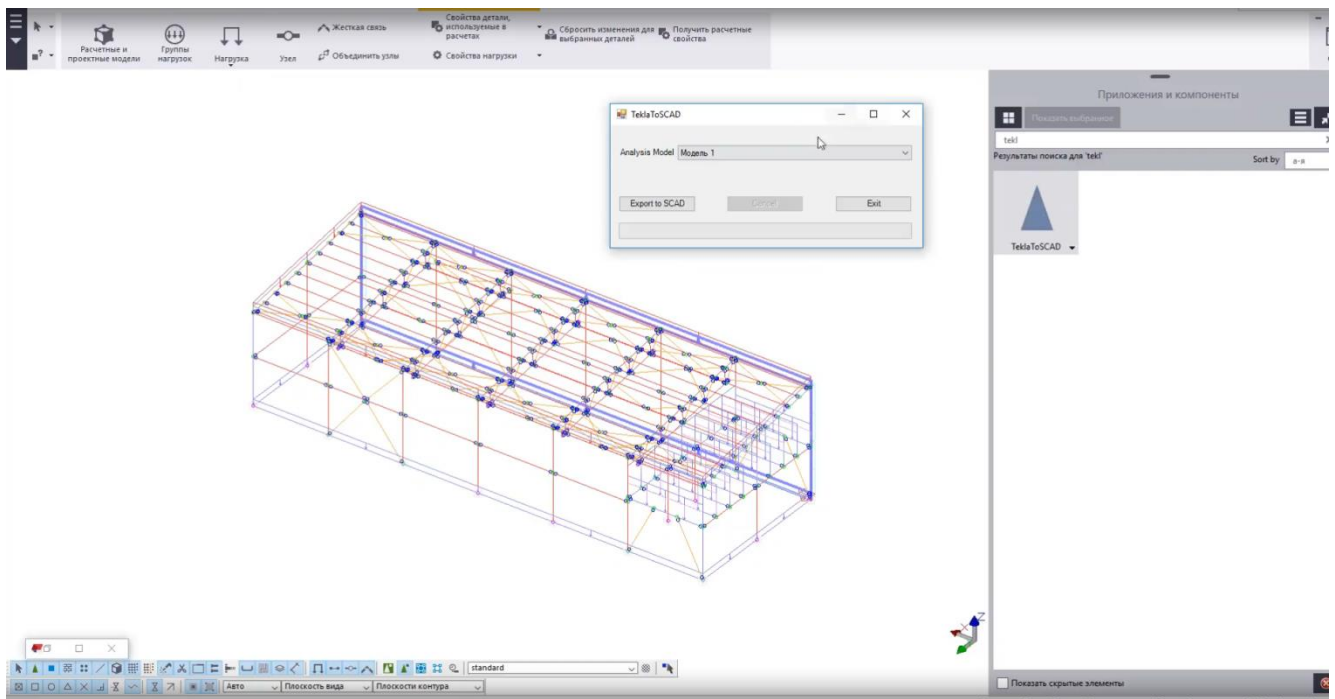 Расчетные и
проектные модели
Группы
нагрузок
Нагрузка
Узел
Жесткая связь
Объединить узлы
Свойства детали,
используемые в
расчетах
Свойства нагрузки
Сбросить изменения для
выбранных деталей
Получить расчетные
свойства
TeklaToSCAD
Analysis Model
Модель 1
Export to SCAD
Cancel
Exit
Приложения и компоненты
Показать выбранное
tekl
Результаты поиска для 'tekl'
Sort by
а-я
TeklaToSCAD
Z
X
standard
Авто
Плоскость вида
Плоскости контура
Показать скрытые элементы